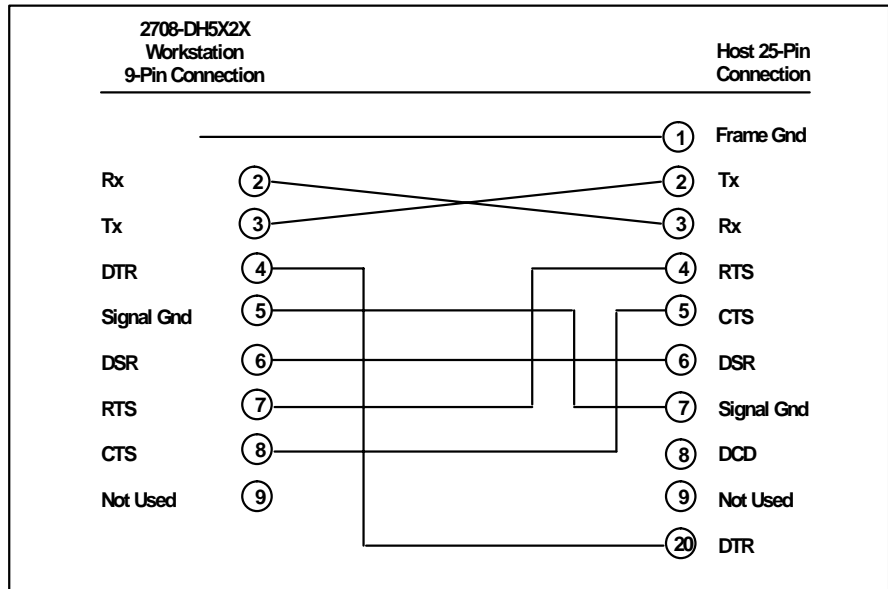 2708-DH5X2X
Workstation
9-Pin Connection
Host 25-Pin
Connection
1 Frame Gnd
Rx 2 2 Tx
Tx 3 3 Rx
DTR 4 4 RTS
Signal Gnd 5 5 CTS
DSR 6 6 DSR
RTS 7 7 Signal Gnd
CTS 8 8 DCD
Not Used 9 9 Not Used
20 DTR